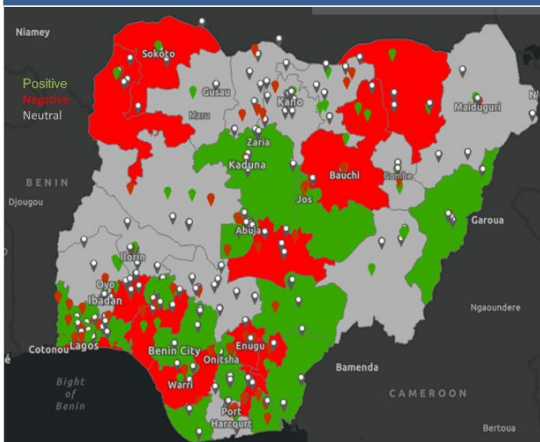 Niamey
Sokoto
Positive
Negative
Neutral
Gusau
Maru
Kano
Maiduguri
Zaria
Kaduna
BENIN
Bauchi
Gombe
Djougou
Jos
Garoua
Abuja
Ilorin
Oyo
Ibadan
Ngaoundere
Cotonou
Lagos
Benin City
Enugu
Onitsha
Bamenda
Warri
Bight
of
Benin
CAMEROON
Port
Harcourt
Bertoua